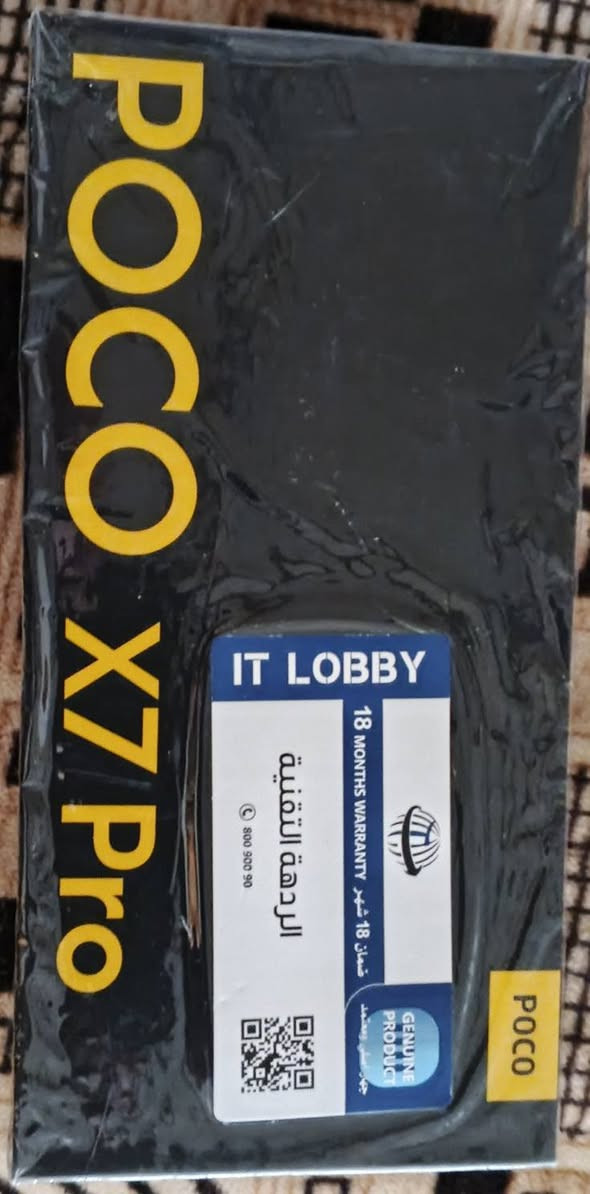 POCO X7 Pro
IT LOBBY
18 MONTHS WARRANTY ضمان 18 شهر
الردهة التقنية
800 900 90
GENUINE
PRODUCT
POCO